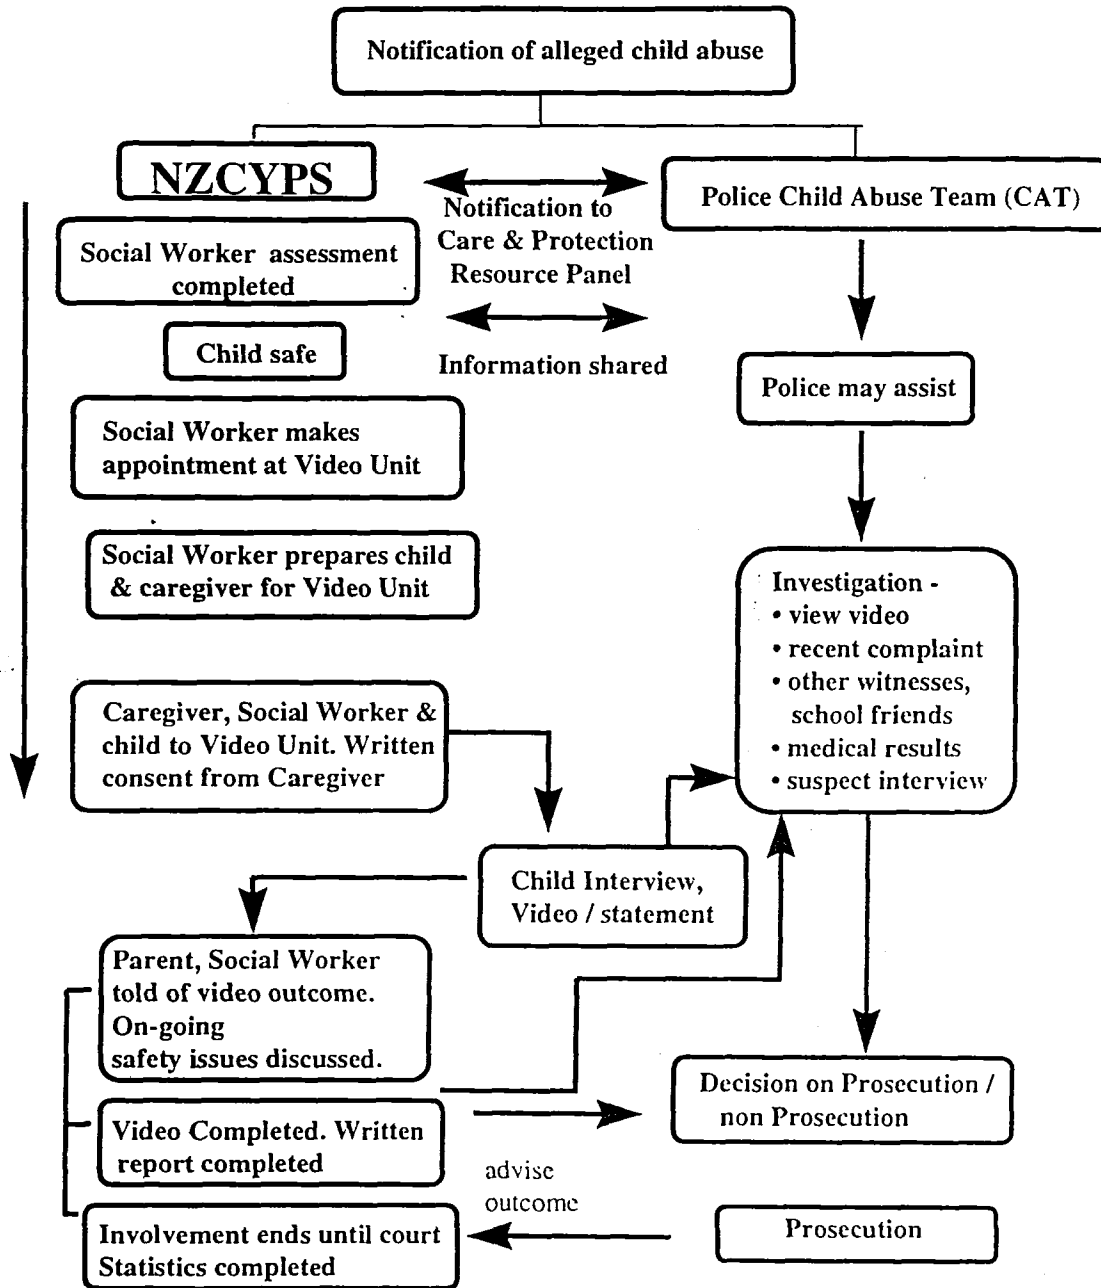 Notification of alleged child abuse
NZCYPS
Police Child Abuse Team (CAT)
Notification to
Care & Protection
Resource Panel
Social Worker assessment
completed
Child safe
Information shared
Police may assist
Social Worker makes
appointment at Video Unit
Social Worker prepares child
& caregiver for Video Unit
Investigation -
• view video
• recent complaint
• other witnesses,
school friends
• medical results
• suspect interview
Caregiver, Social Worker &
child to Video Unit. Written
consent from Caregiver
Child Interview,
Video / statement
Parent, Social Worker
told of video outcome.
On-going
safety issues discussed.
Decision on Prosecution /
non Prosecution
Video Completed. Written
report completed
advise
outcome
Involvement ends until court
Statistics completed
Prosecution